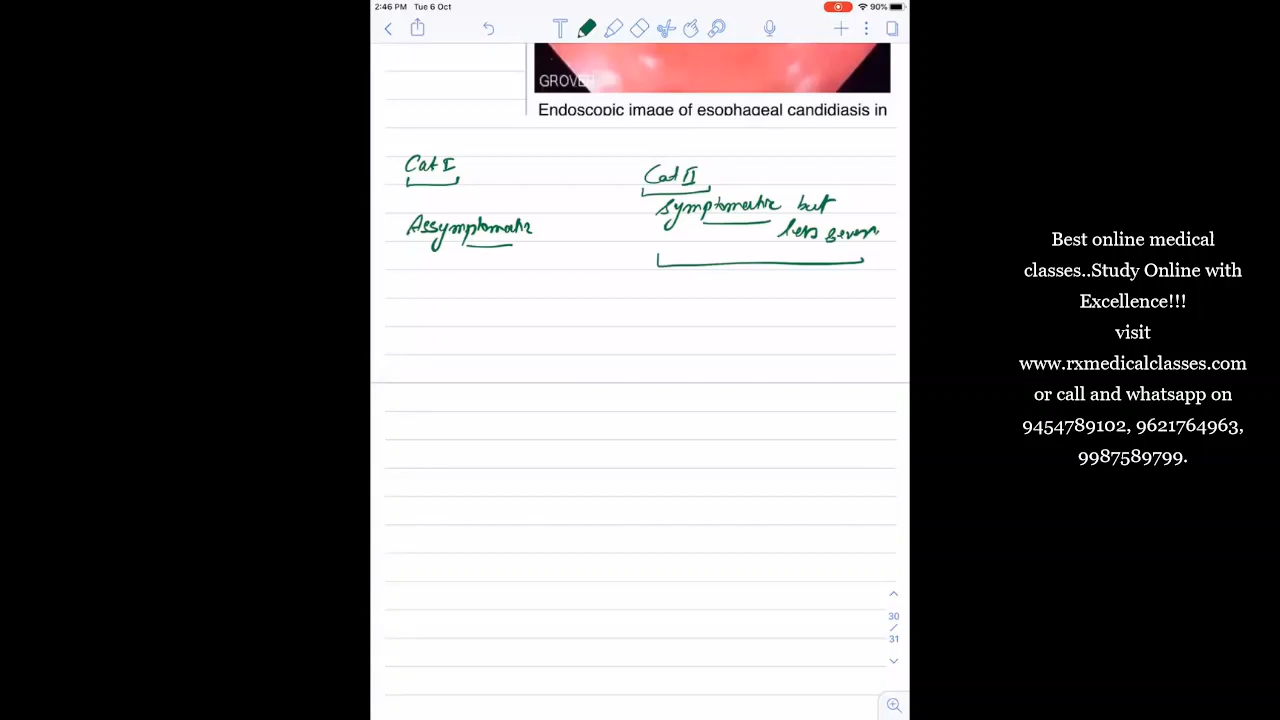 2:46 PM Tue 6 Oct
90%
GROVER
Endoscopic image of esophageal candidiasis in
Cat I
Assymptomatic
Cat II
Symptomatic but
less severe
30
/
31
Best online medical
classes..Study Online with
Excellence!!!
visit
www.rxmedicalclasses.com
or call and whatsapp on
9454789102, 9621764963,
9987589799.